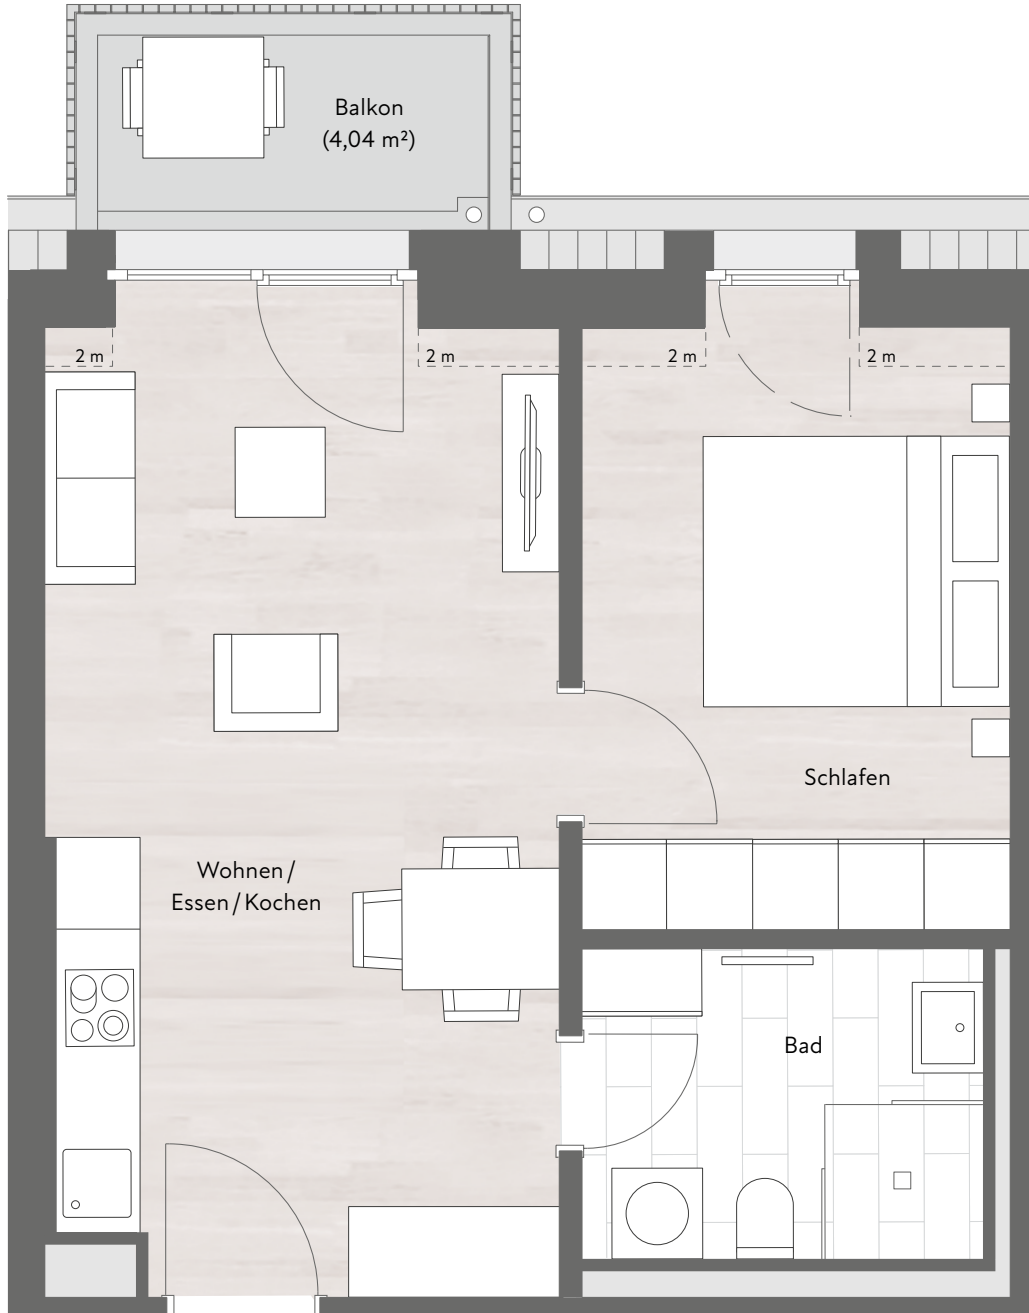 Balkon
(4,04 m²)
2 m
2 m
2 m
2 m
Schlafen
Wohnen /
Essen / Kochen
Bad